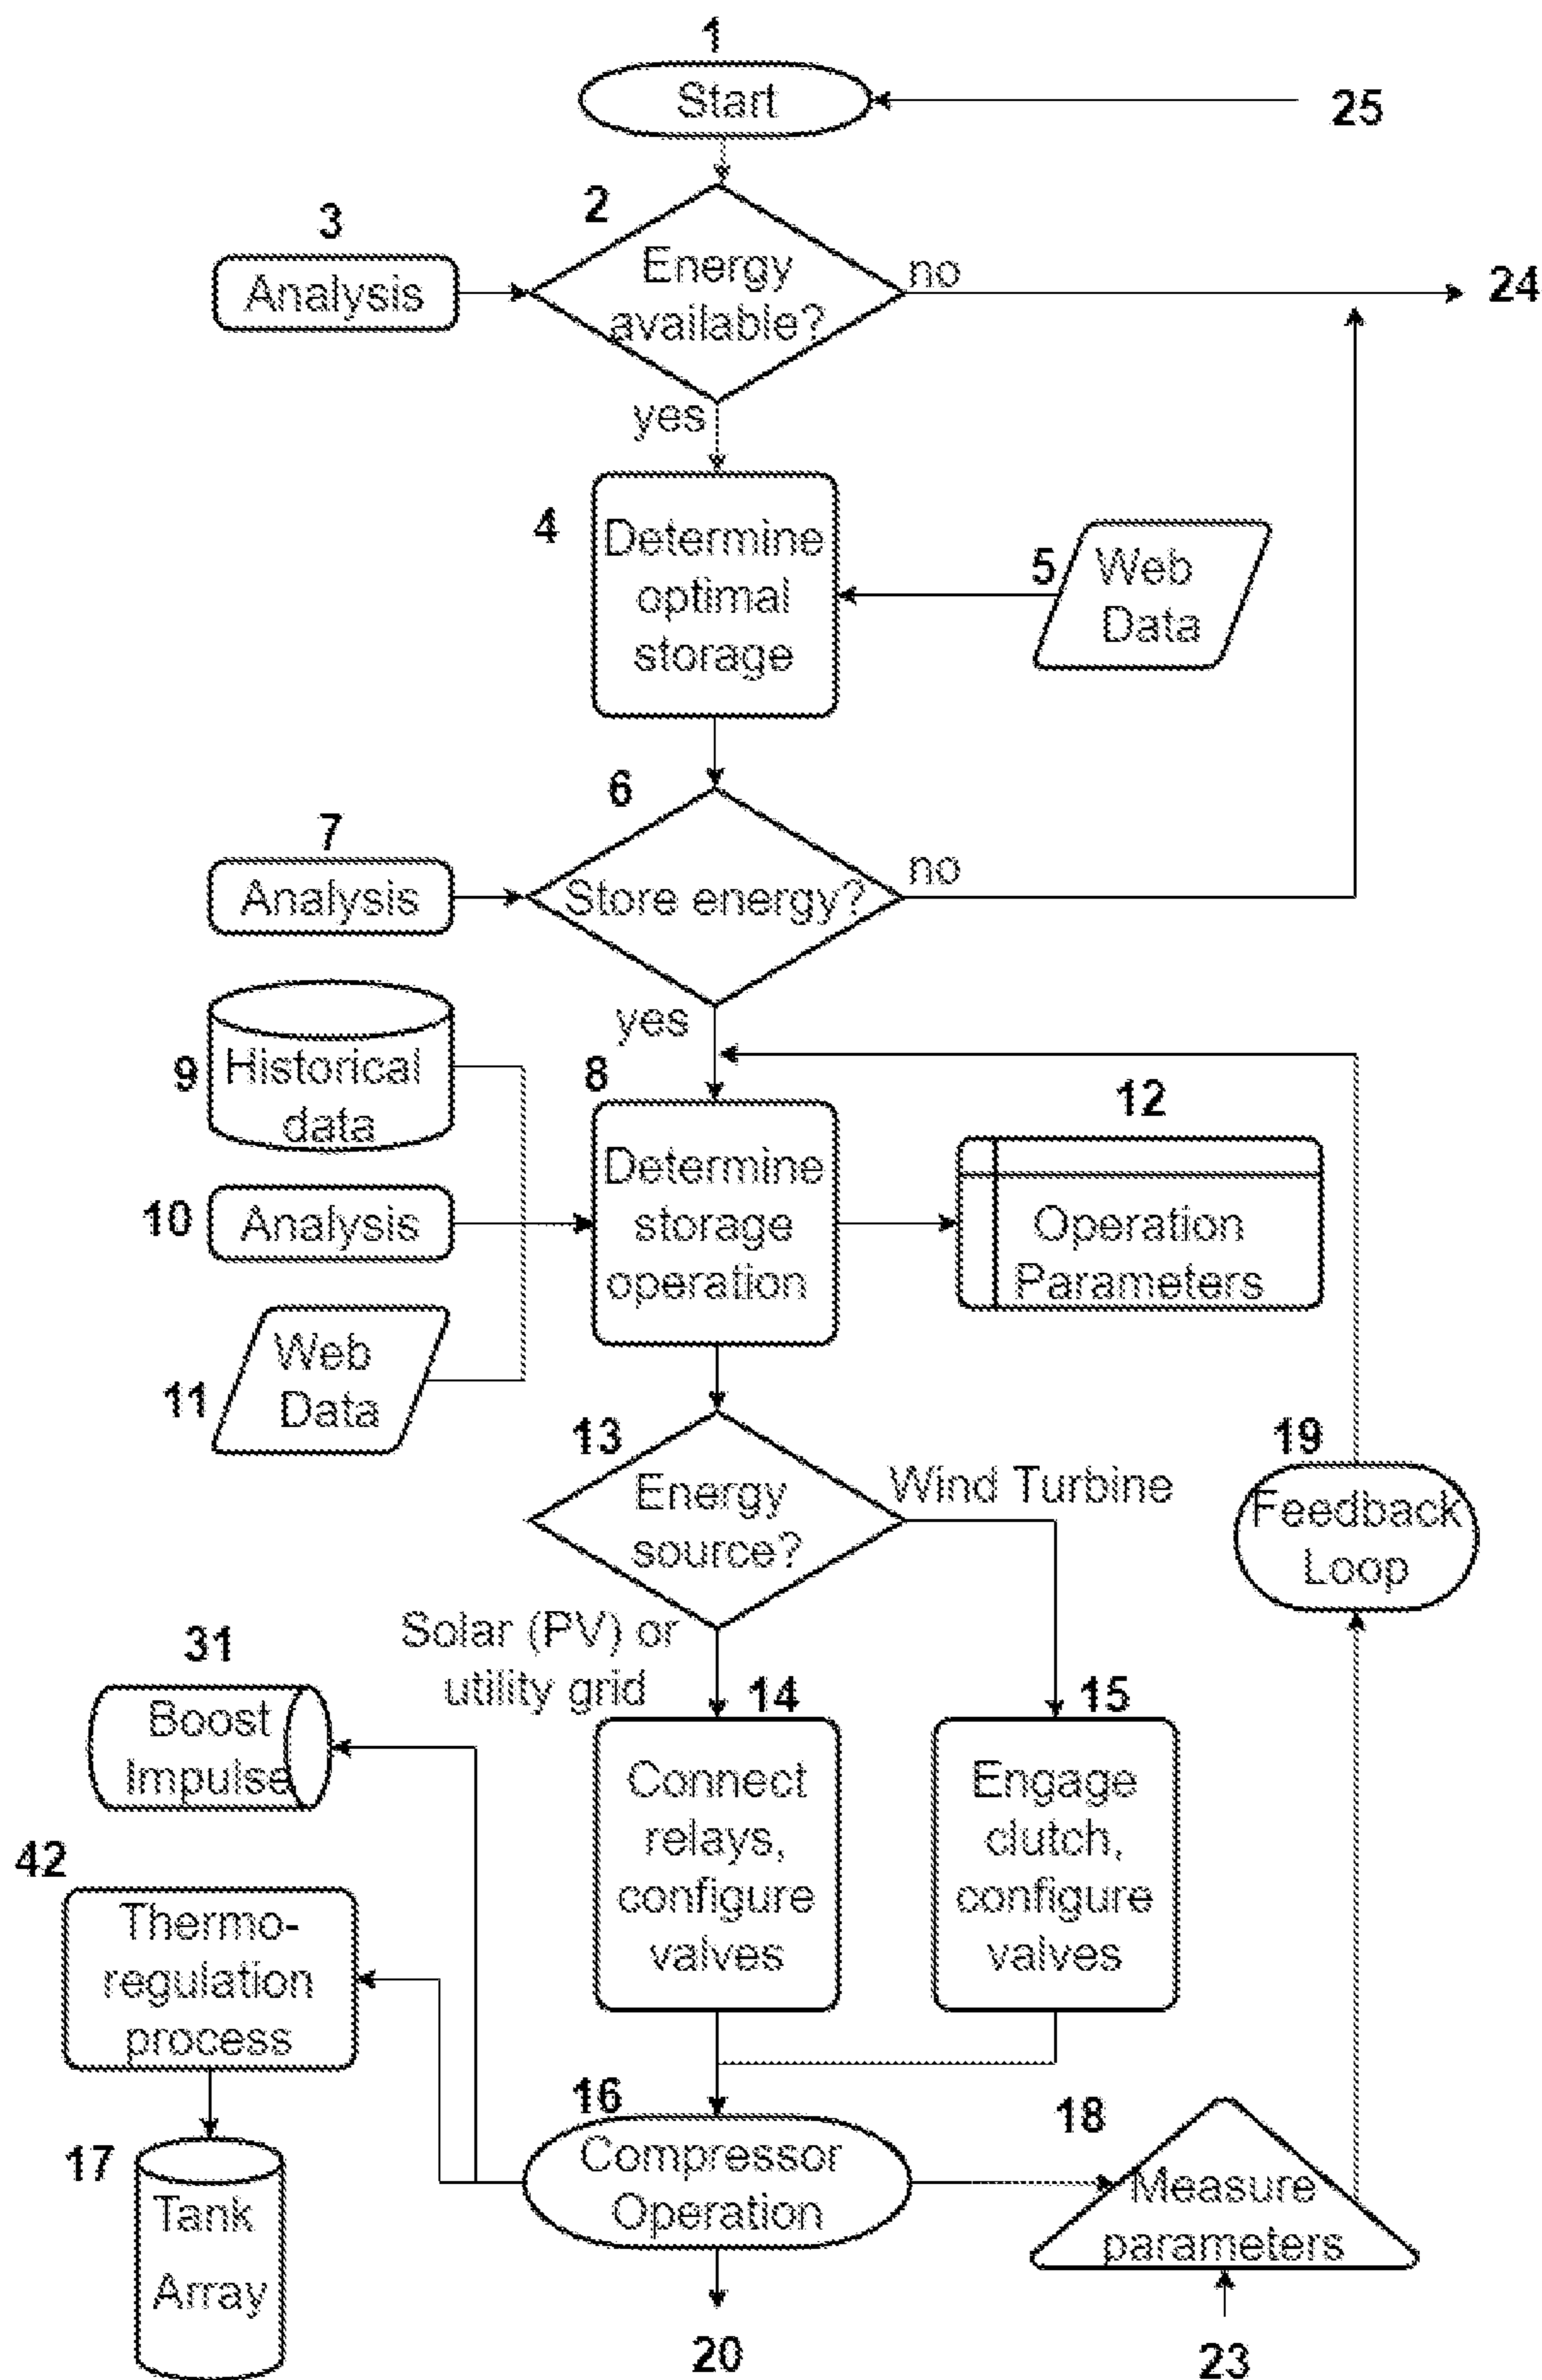 1
Start
25
2
3
Analysis
Energy
available?
no
24
yes
4
Determine
optimal
storage
5
Web
Data
6
7
Analysis
Store energy?
no
yes
9
Historical
data
8
12
10
Analysis
Determine
storage
operation
Operation
Parameters
11
Web
Data
13
Energy
source?
Wind Turbine
19
Feedback
Loop
Solar (PV) or
utility grid
31
Boost
Impulse
14
Connect
relays,
configure
valves
15
Engage
clutch,
configure
valves
42
Thermo-
regulation
process
16
Compressor
Operation
18
Measure
parameters
17
Tank
Array
20
23